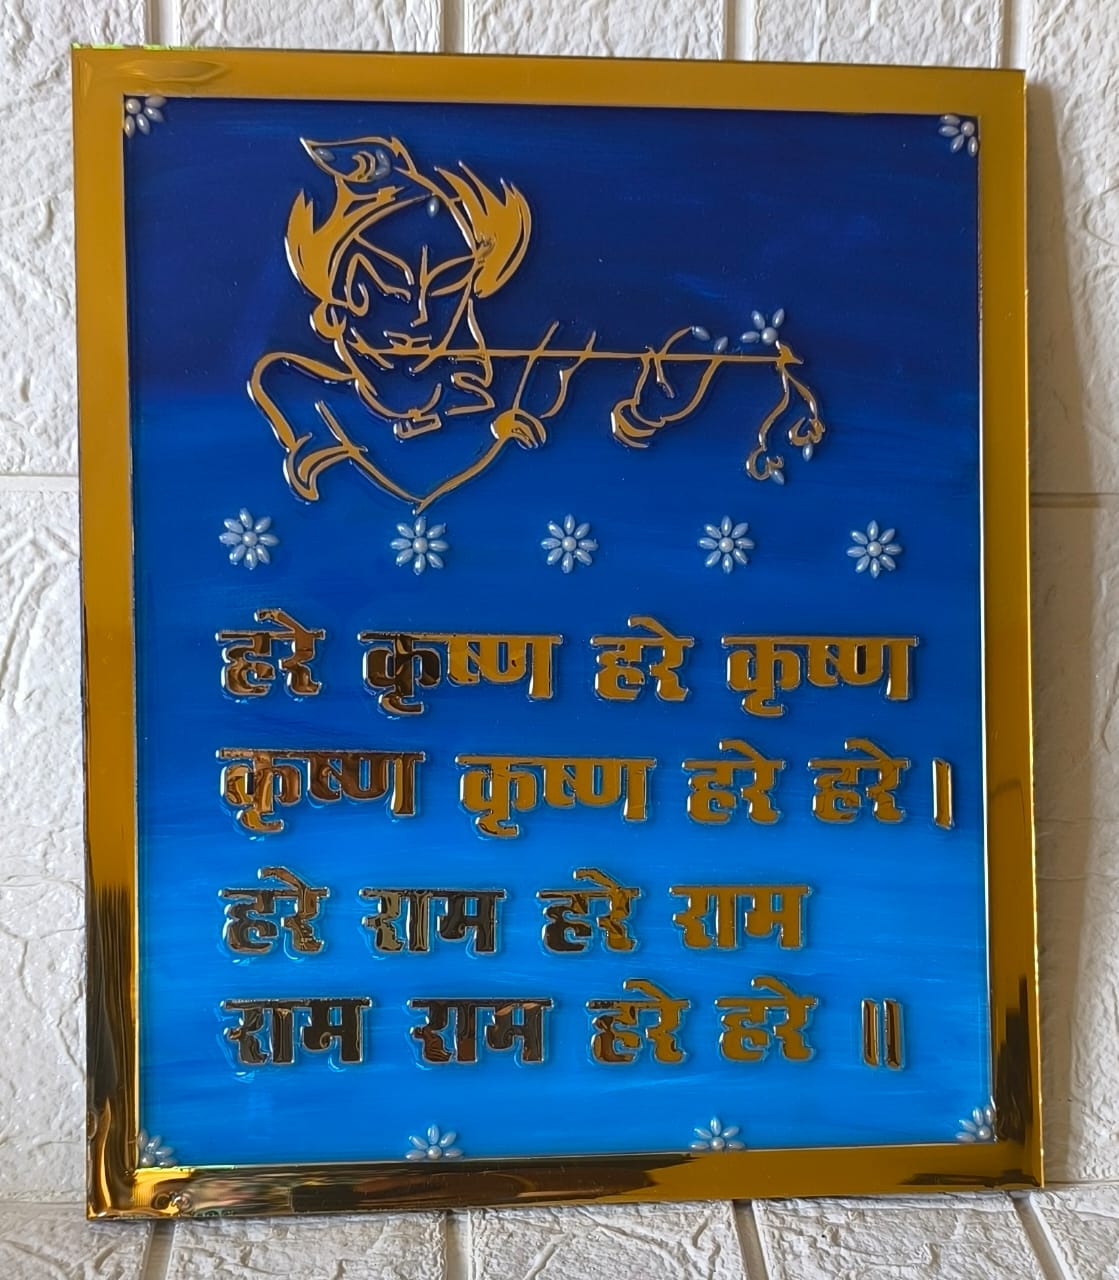 हरे कृष्ण हरे कृष्ण
कृष्ण कृष्ण हरे हरे ।
हरे राम हरे राम
राम राम हरे हरे ॥